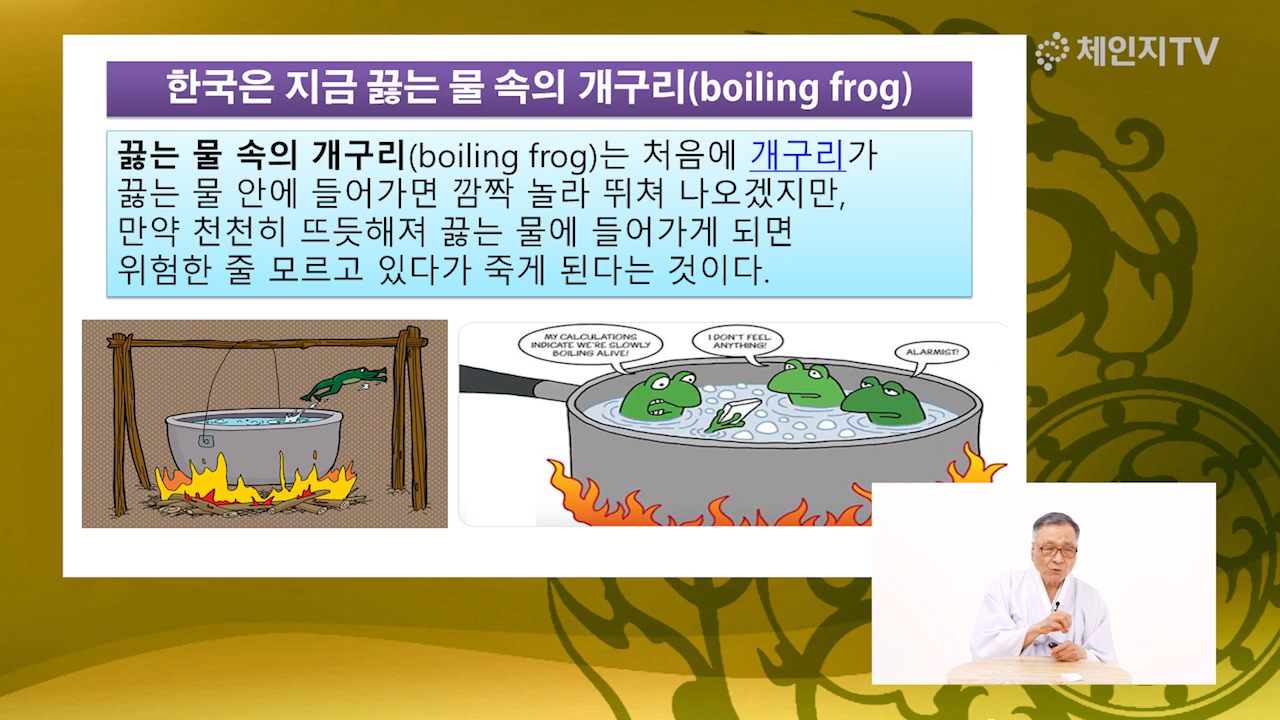 체인지TV
한국은 지금 끓는 물 속의 개구리(boiling frog)
끓는 물 속의 개구리(boiling frog)는 처음에 개구리가
끓는 물 안에 들어가면 깜짝 놀라 뛰쳐 나오겠지만,
만약 천천히 뜨듯해져 끓는 물에 들어가게 되면
위험한 줄 모르고 있다가 죽게 된다는 것이다.
MY CALCULATIONS
INDICATE WE'RE SLOWLY
BOILING ALIVE!
I DON'T FEEL
ANYTHING!
ALARMIST!